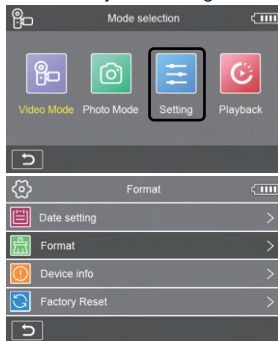 Mode selection
Video Mode Photo Mode Setting Playback
Format
Date setting
Format
Device info
Factory Reset